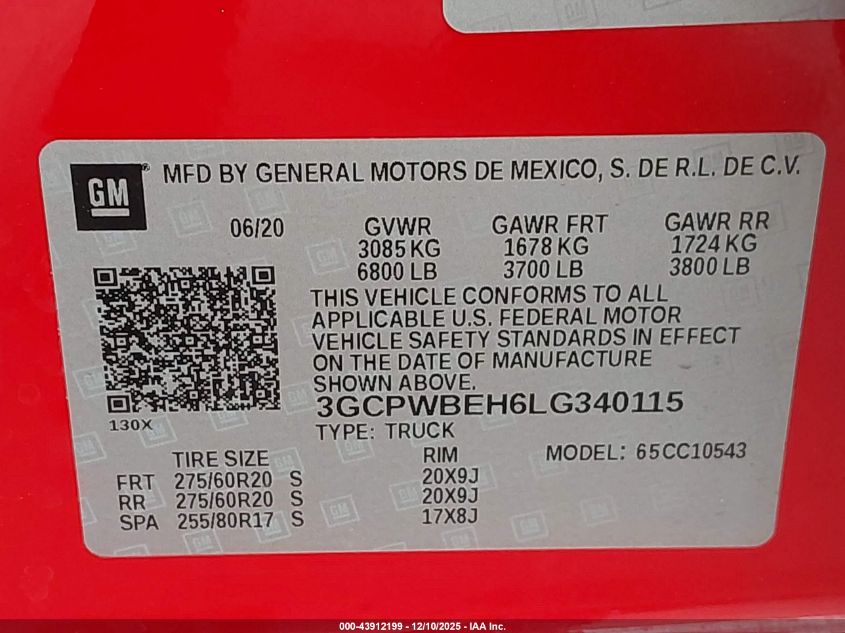 GM
MFD BY GENERAL MOTORS DE MEXICO, S. DE R.L. DE C.V.
06/20 GVWR GAWR FRT GAWR RR
3085 KG 1678 KG 1724 KG
6800 LB 3700 LB 3800 LB
THIS VEHICLE CONFORMS TO ALL
APPLICABLE U.S. FEDERAL MOTOR
VEHICLE SAFETY STANDARDS IN EFFECT
ON THE DATE OF MANUFACTURE
SHOWN ABOVE.
3GCPWBEH6LG340115
130X
TYPE: TRUCK
TIRE SIZE RIM MODEL: 65CC10543
FRT 275/60R20 S 20X9J
RR 275/60R20 S 20X9J
SPA 255/80R17 S 17X8J
000-43912199 - 12/10/2025 - IAA Inc.